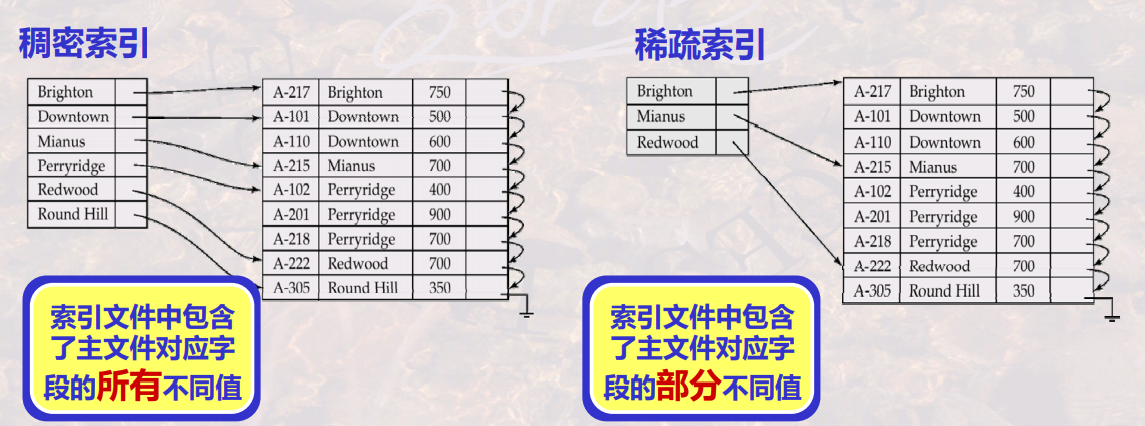 稠密索引
Brighton
Downtown
Mianus
Perryridge
Redwood
Round Hill
A-217 Brighton 750
A-101 Downtown 500
A-110 Downtown 600
A-215 Mianus 700
A-102 Perryridge 400
A-201 Perryridge 900
A-218 Perryridge 700
A-222 Redwood 700
A-305 Round Hill 350
索引文件中包含
了主文件对应字
段的所有不同值
稀疏索引
Brighton
Mianus
Redwood
A-217 Brighton 750
A-101 Downtown 500
A-110 Downtown 600
A-215 Mianus 700
A-102 Perryridge 400
A-201 Perryridge 900
A-218 Perryridge 700
A-222 Redwood 700
A-305 Round Hill 350
索引文件中包含
了主文件对应字
段的部分不同值